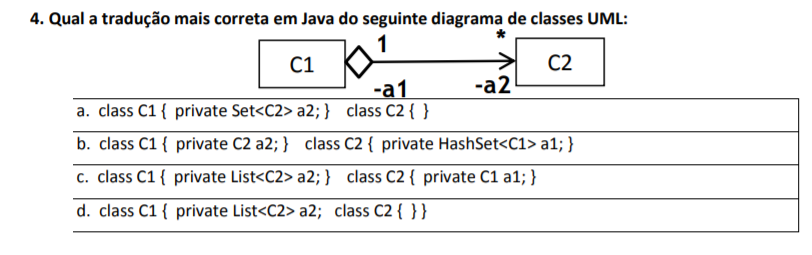 4. Qual a tradução mais correta em Java do seguinte diagrama de classes UML:
1 *
C1 C2
-a1 -a2
a. class C1 { private Set<C2> a2; } class C2 { }
b. class C1 { private C2 a2; } class C2 { private HashSet<C1> a1; }
c. class C1 { private List<C2> a2; } class C2 { private C1 a1; }
d. class C1 { private List<C2> a2; class C2 { } }